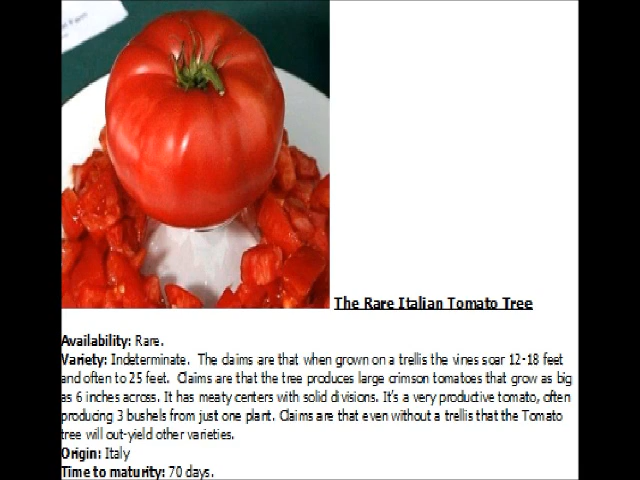 The Rare Italian Tomato Tree
Availability: Rare.
Variety: Indeterminate. The claims are that when grown on a trellis the vines soar 12-18 feet
and often to 25 feet. Claims are that the tree produces large crimson tomatoes that grow as big
as 6 inches across. It has meaty centers with solid divisions. It's a very productive tomato, often
producing 3 bushels from just one plant. Claims are that even without a trellis that the Tomato
tree will out-yield other varieties.
Origin: Italy
Time to maturity: 70 days.